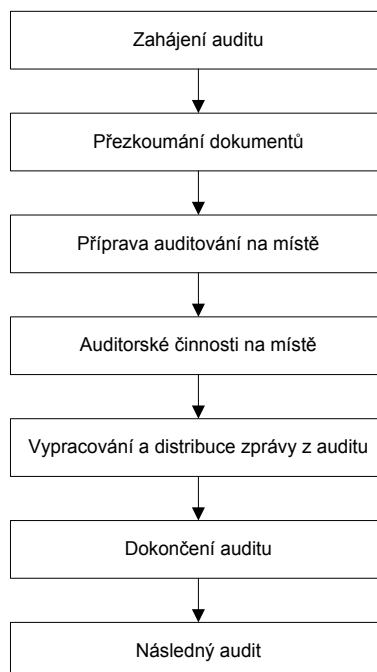 Zahájení auditu
Přezkoumání dokumentů
Příprava auditování na místě
Auditorské činnosti na místě
Vypracování a distribuce zprávy z auditu
Dokončení auditu
Následný audit